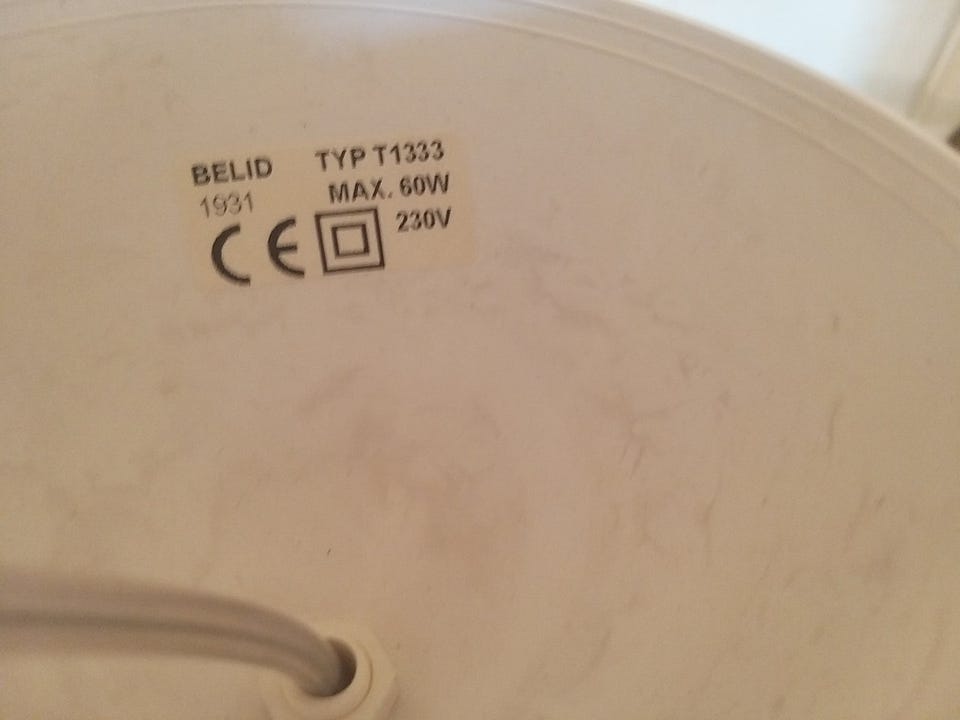 BELID TYP T1333
1931 MAX. 60W
CE 230V